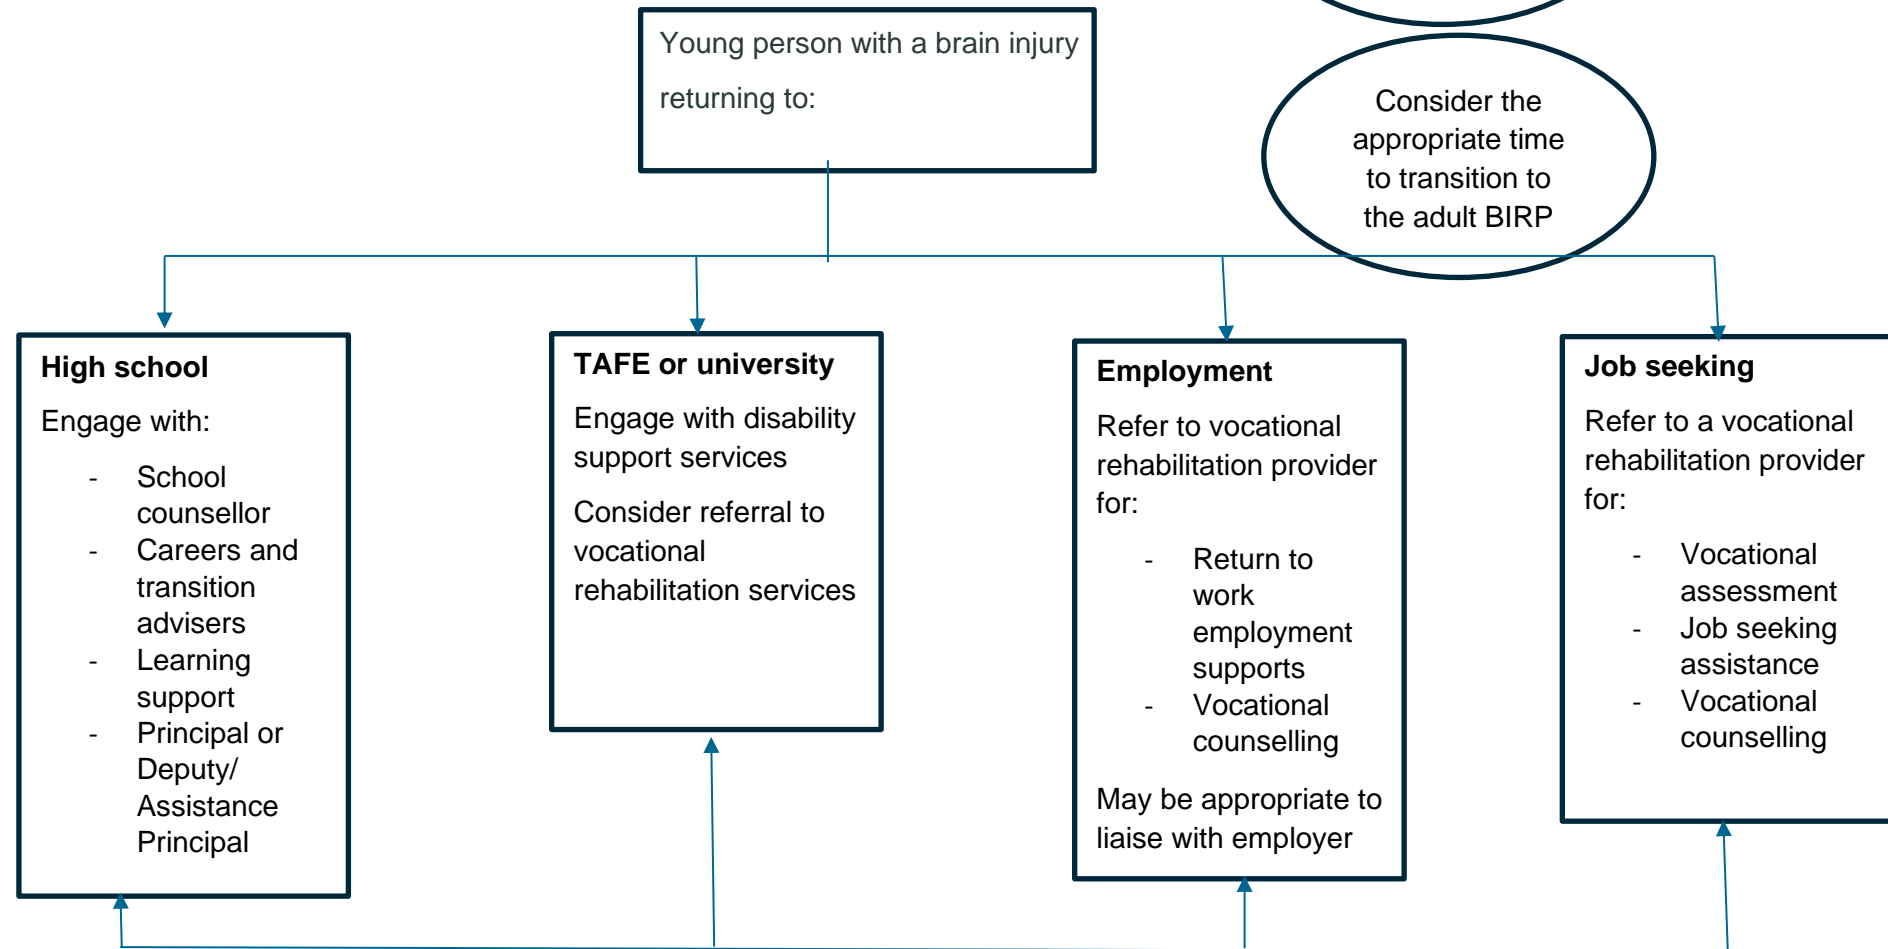 Young person with a brain injury
returning to:
Consider the
appropriate time
to transition to
the adult BIRP
High school
Engage with:
- School
counsellor
- Careers and
transition
advisers
- Learning
support
- Principal or
Deputy/
Assistance
Principal
TAFE or university
Engage with disability
support services
Consider referral to
vocational
rehabilitation services
Employment
Refer to vocational
rehabilitation provider
for:
- Return to
work
employment
supports
- Vocational
counselling
May be appropriate to
liaise with employer
Job seeking
Refer to a vocational
rehabilitation provider
for:
- Vocational
assessment
- Job seeking
assistance
- Vocational
counselling